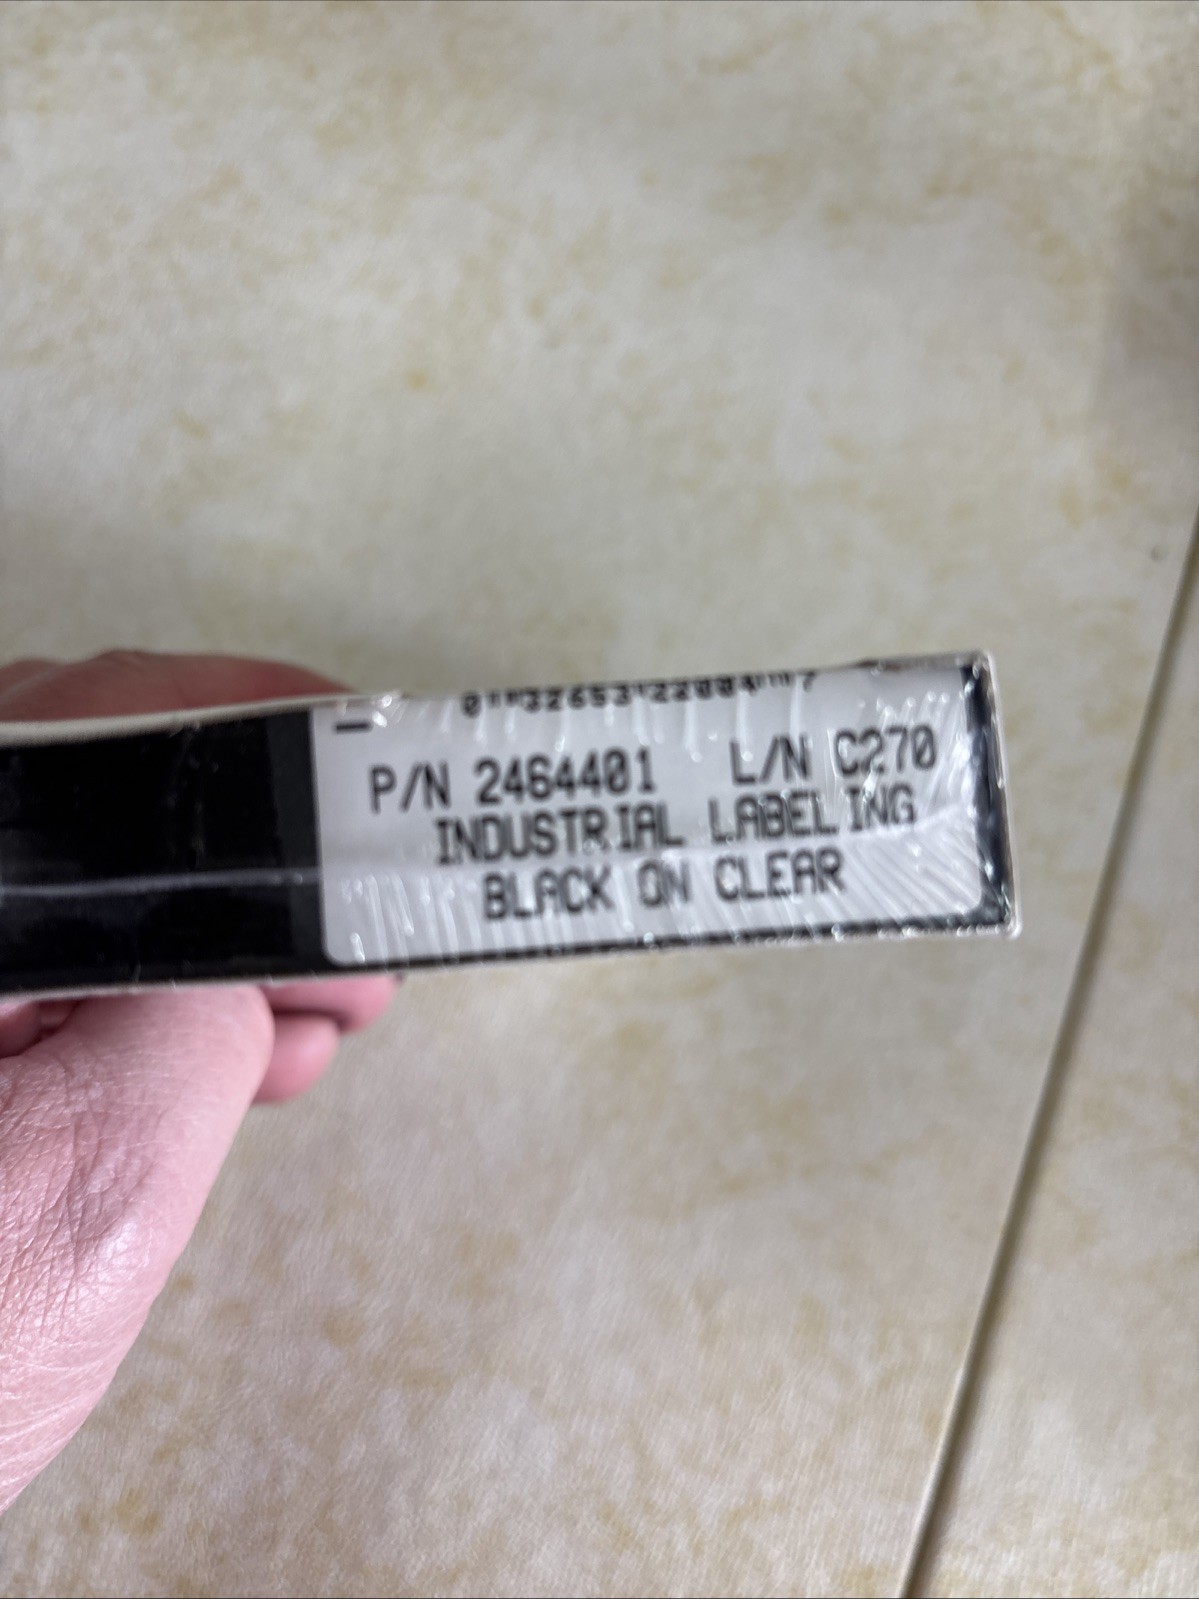 P/N 2464401 L/N C270
INDUSTRIAL LABELING
BLACK ON CLEAR